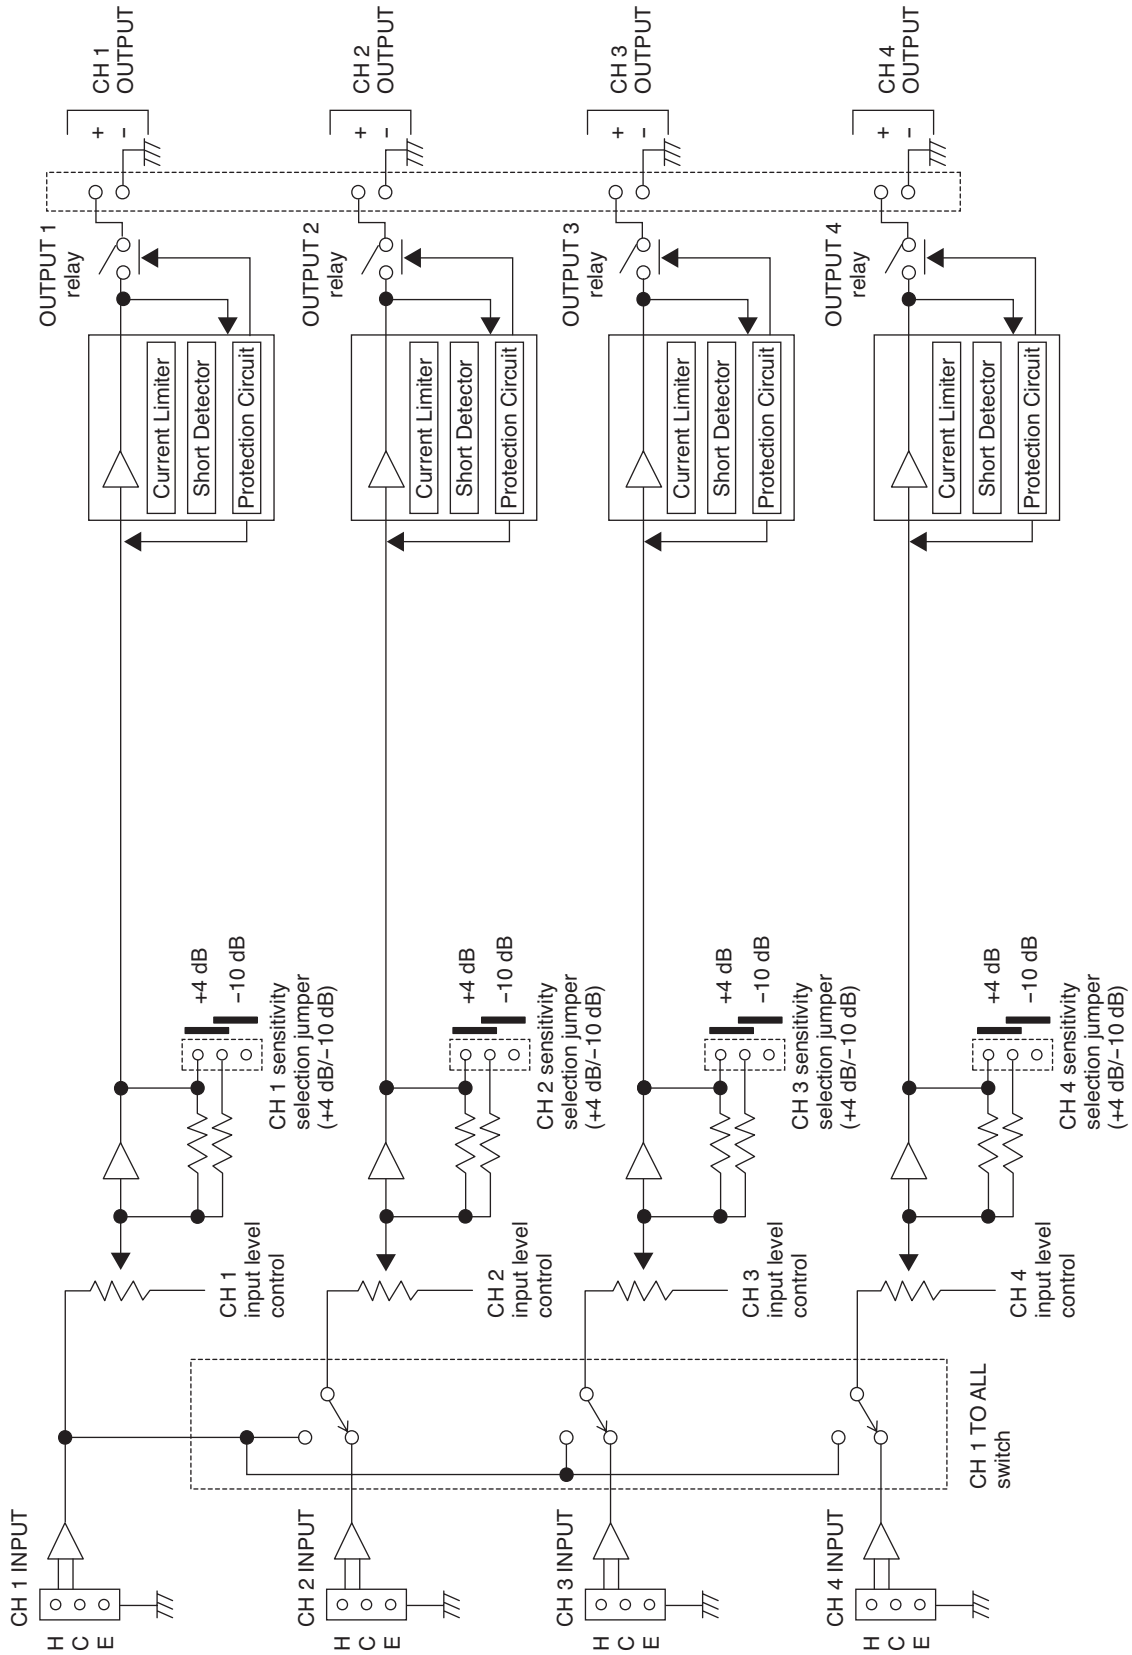 CH 1 INPUT
H
C
E
CH 1
input level
control
+4 dB
−10 dB
CH 1 sensitivity
selection jumper
(+4 dB/−10 dB)
Current Limiter
Short Detector
Protection Circuit
OUTPUT 1
relay
+
−
CH 1
OUTPUT
CH 2 INPUT
H
C
E
CH 2
input level
control
+4 dB
−10 dB
CH 2 sensitivity
selection jumper
(+4 dB/−10 dB)
Current Limiter
Short Detector
Protection Circuit
OUTPUT 2
relay
+
−
CH 2
OUTPUT
CH 3 INPUT
H
C
E
CH 3
input level
control
+4 dB
−10 dB
CH 3 sensitivity
selection jumper
(+4 dB/−10 dB)
Current Limiter
Short Detector
Protection Circuit
OUTPUT 3
relay
+
−
CH 3
OUTPUT
CH 4 INPUT
H
C
E
CH 1 TO ALL
switch
CH 4
input level
control
+4 dB
−10 dB
CH 4 sensitivity
selection jumper
(+4 dB/−10 dB)
Current Limiter
Short Detector
Protection Circuit
OUTPUT 4
relay
+
−
CH 4
OUTPUT